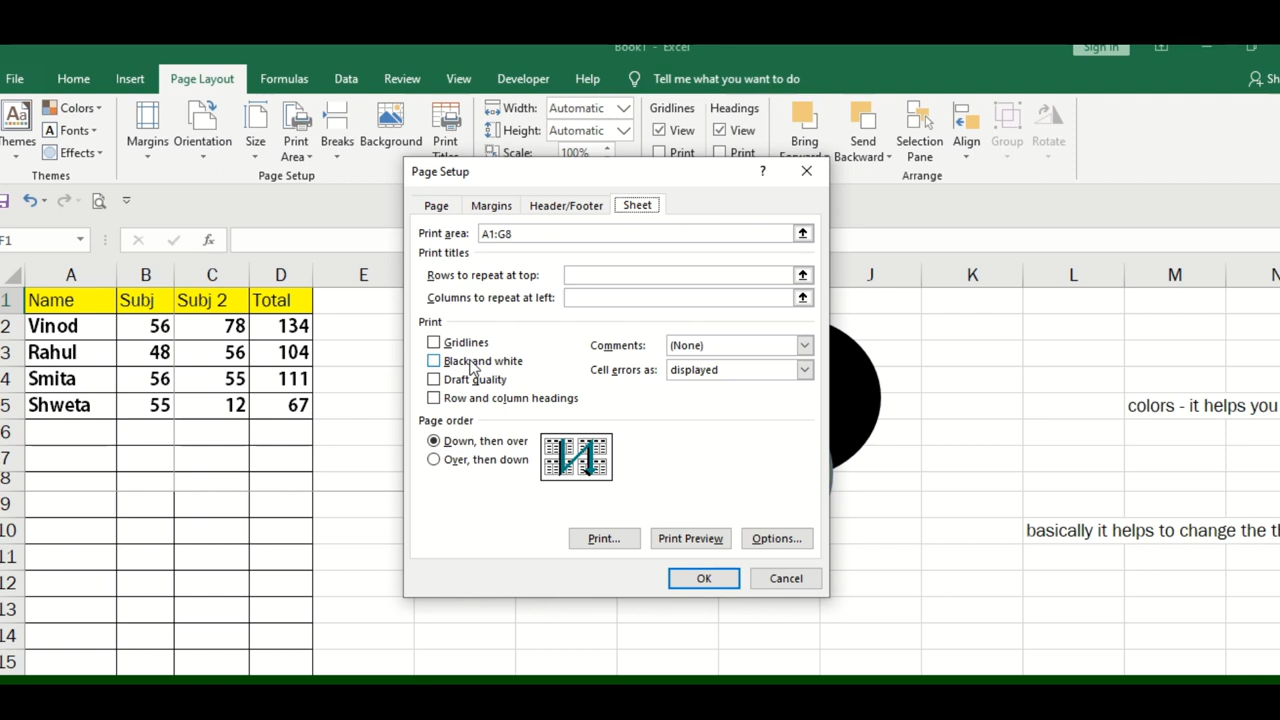 Book1 - Excel
Sign in
File Home Insert Page Layout Formulas Data Review View Developer Help Tell me what you want to do Sh
Aa Colors Margins Orientation Size Print Breaks Background Print Width: Automatic Gridlines Headings Bring Send Selection Align Group Rotate
Themes A Fonts Area Titles Height: Automatic View View Forward Backward Pane
Effects Scale: 100% Print Print
Themes Page Setup Arrange
Page Setup ?
Page Margins Header/Footer Sheet
Print area: A1:G8
Print titles
Rows to repeat at top:
Columns to repeat at left:
Print
Gridlines Comments: (None)
Black and white Cell errors as: displayed
Draft quality
Row and column headings
Page order
Down, then over
Over, then down
Print... Print Preview Options...
OK Cancel
F1 fx
A B C D E J K L M N
1 Name Subj Subj 2 Total
2 Vinod 56 78 134
3 Rahul 48 56 104
4 Smita 56 55 111
5 Shweta 55 12 67 colors - it helps you
6
7
8
9
10 basically it helps to change the th
11
12
13
14
15